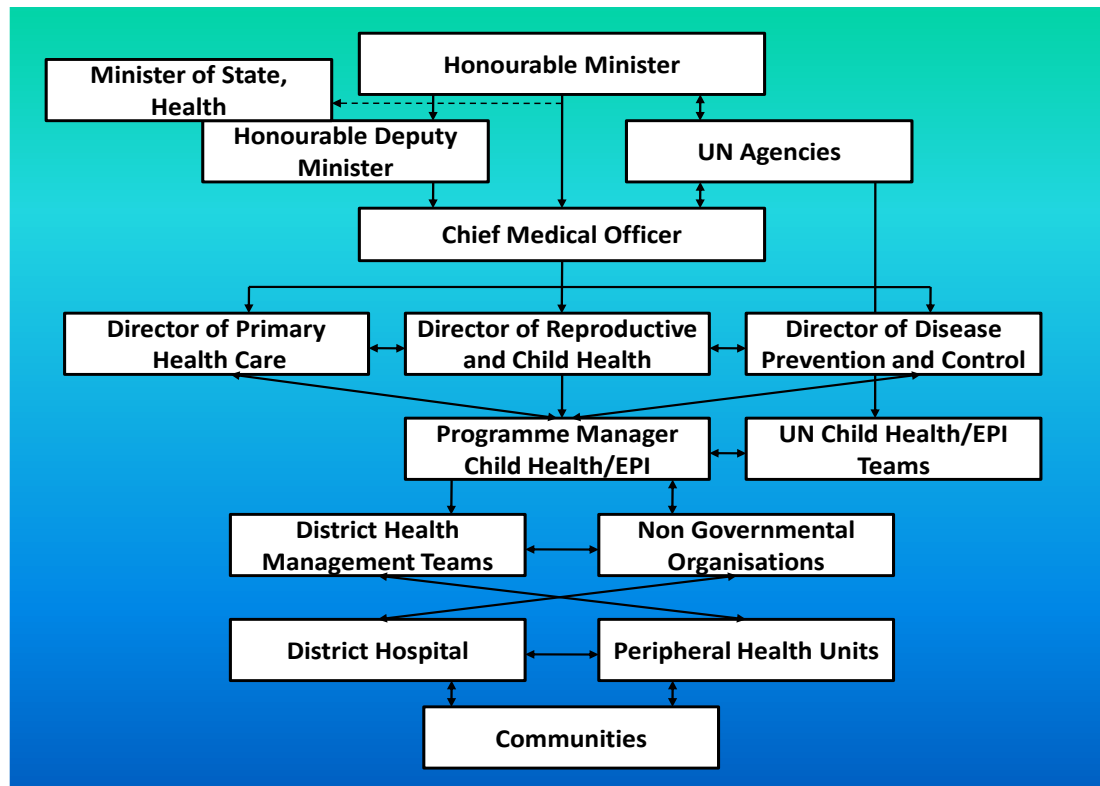 Honourable Minister
Minister of State,
Health
Honourable Deputy
Minister
UN Agencies
Chief Medical Officer
Director of Primary
Health Care
Director of Reproductive
and Child Health
Director of Disease
Prevention and Control
Programme Manager
Child Health/EPI
UN Child Health/EPI
Teams
District Health
Management Teams
Non Governmental
Organisations
District Hospital
Peripheral Health Units
Communities